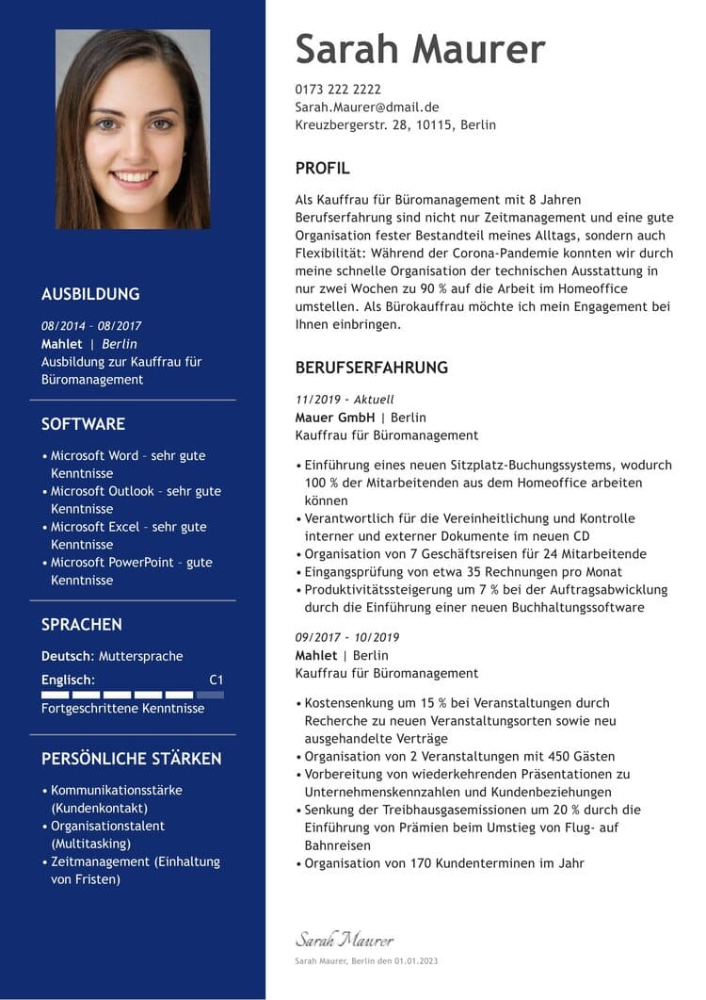 Sarah Maurer
0173 222 2222
Sarah.Maurer@dmail.de
Kreuzbergerstr. 28, 10115, Berlin
PROFIL
Als Kauffrau für Büromanagement mit 8 Jahren
Berufserfahrung sind nicht nur Zeitmanagement und eine gute
Organisation fester Bestandteil meines Alltags, sondern auch
Flexibilität: Während der Corona-Pandemie konnten wir durch
meine schnelle Organisation der technischen Ausstattung in
nur zwei Wochen zu 90 % auf die Arbeit im Homeoffice
umstellen. Als Bürokauffrau möchte ich mein Engagement bei
Ihnen einbringen.
BERUFSERFAHRUNG
11/2019 - Aktuell
Mauer GmbH | Berlin
Kauffrau für Büromanagement
• Einführung eines neuen Sitzplatz-Buchungssystems, wodurch
100 % der Mitarbeitenden aus dem Homeoffice arbeiten
können
• Verantwortlich für die Vereinheitlichung und Kontrolle
interner und externer Dokumente im neuen CD
• Organisation von 7 Geschäftsreisen für 24 Mitarbeitende
• Eingangsprüfung von etwa 35 Rechnungen pro Monat
• Produktivitätssteigerung um 7 % bei der Auftragsabwicklung
durch die Einführung einer neuen Buchhaltungssoftware
09/2017 - 10/2019
Mahlet | Berlin
Kauffrau für Büromanagement
• Kostensenkung um 15 % bei Veranstaltungen durch
Recherche zu neuen Veranstaltungsorten sowie neu
ausgehandelte Verträge
• Organisation von 2 Veranstaltungen mit 450 Gästen
• Vorbereitung von wiederkehrenden Präsentationen zu
Unternehmenskennzahlen und Kundenbeziehungen
• Senkung der Treibhausgasemissionen um 20 % durch die
Einführung von Prämien beim Umstieg von Flug- auf
Bahnreisen
• Organisation von 170 Kundenterminen im Jahr
Sarah Maurer
Sarah Maurer, Berlin den 01.01.2023
AUSBILDUNG
08/2014 – 08/2017
Mahlet | Berlin
Ausbildung zur Kauffrau für
Büromanagement
SOFTWARE
• Microsoft Word – sehr gute
Kenntnisse
• Microsoft Outlook – sehr gute
Kenntnisse
• Microsoft Excel – sehr gute
Kenntnisse
• Microsoft PowerPoint – gute
Kenntnisse
SPRACHEN
Deutsch: Muttersprache
Englisch: C1
Fortgeschrittene Kenntnisse
PERSÖNLICHE STÄRKEN
• Kommunikationsstärke
(Kundenkontakt)
• Organisationstalent
(Multitasking)
• Zeitmanagement (Einhaltung
von Fristen)